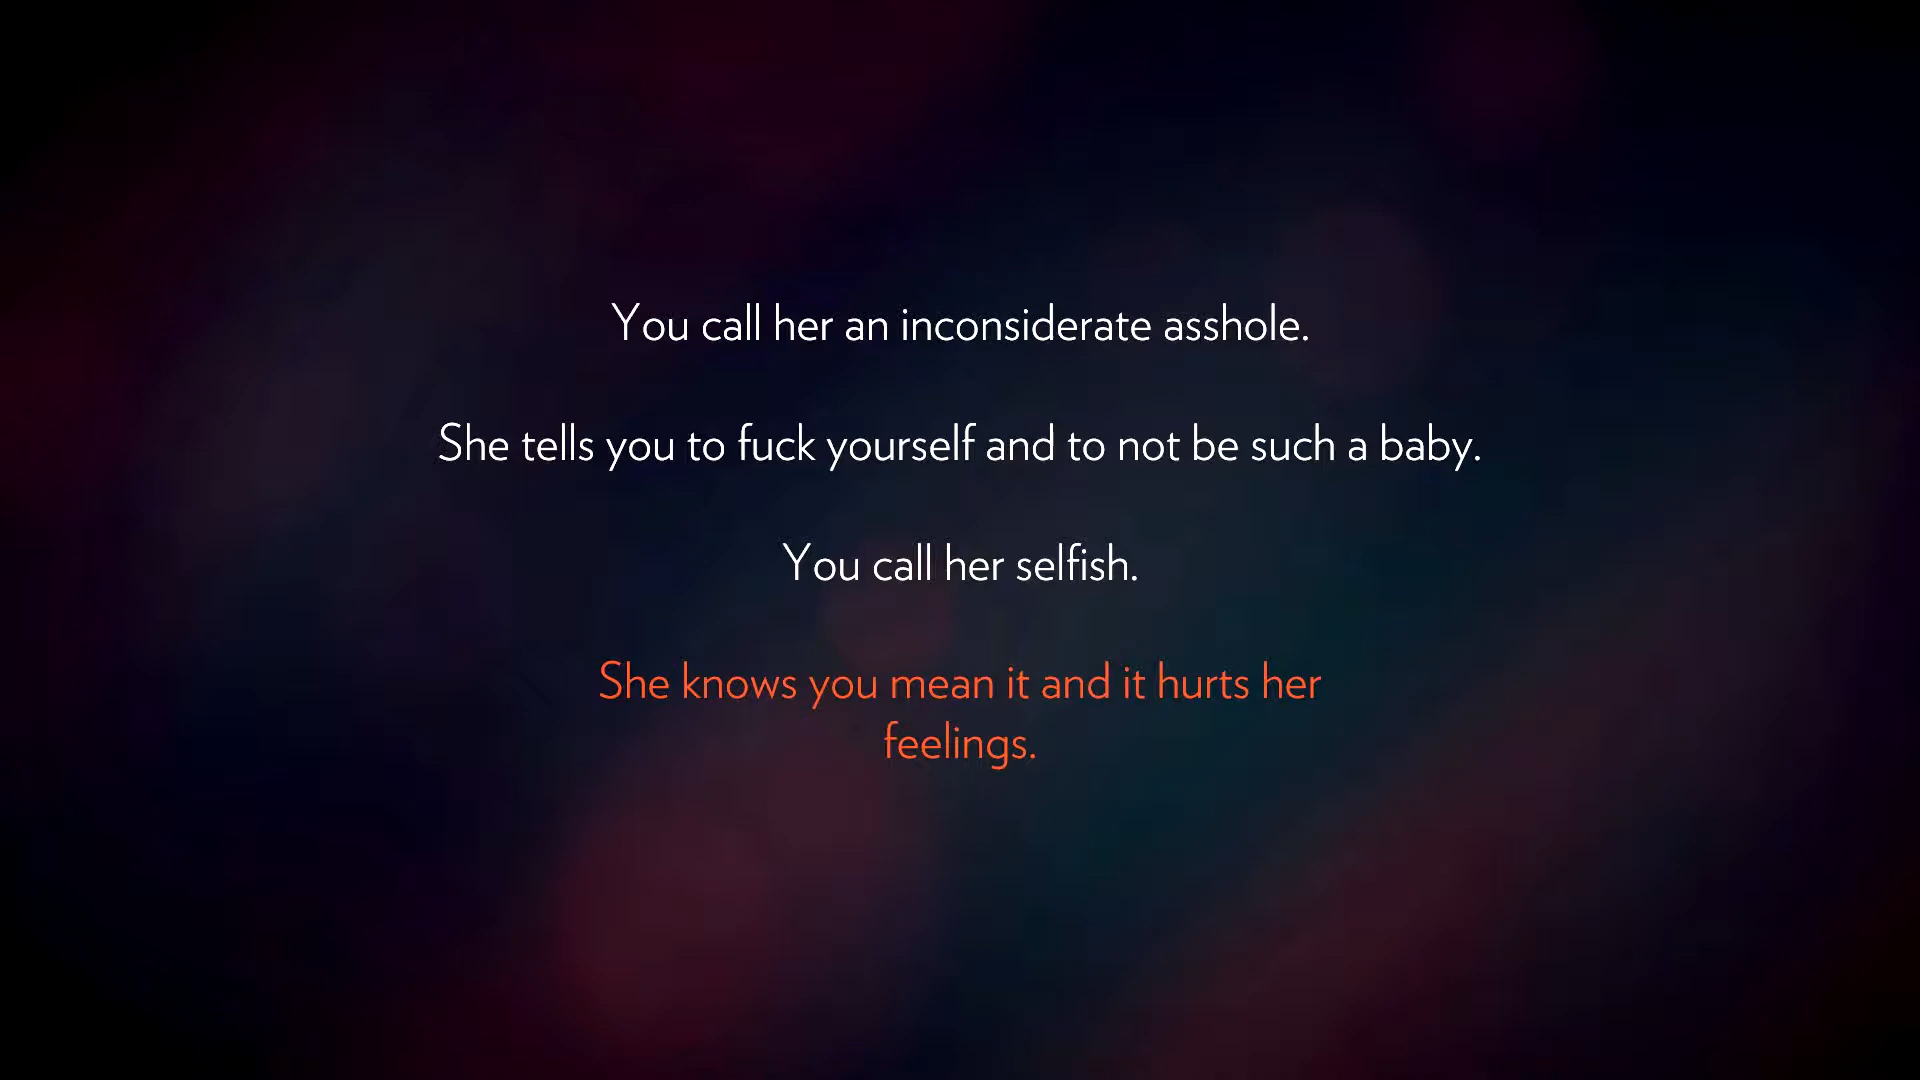 You call her an inconsiderate asshole.
She tells you to fuck yourself and to not be such a baby.
You call her selfish.
She knows you mean it and it hurts her
feelings.